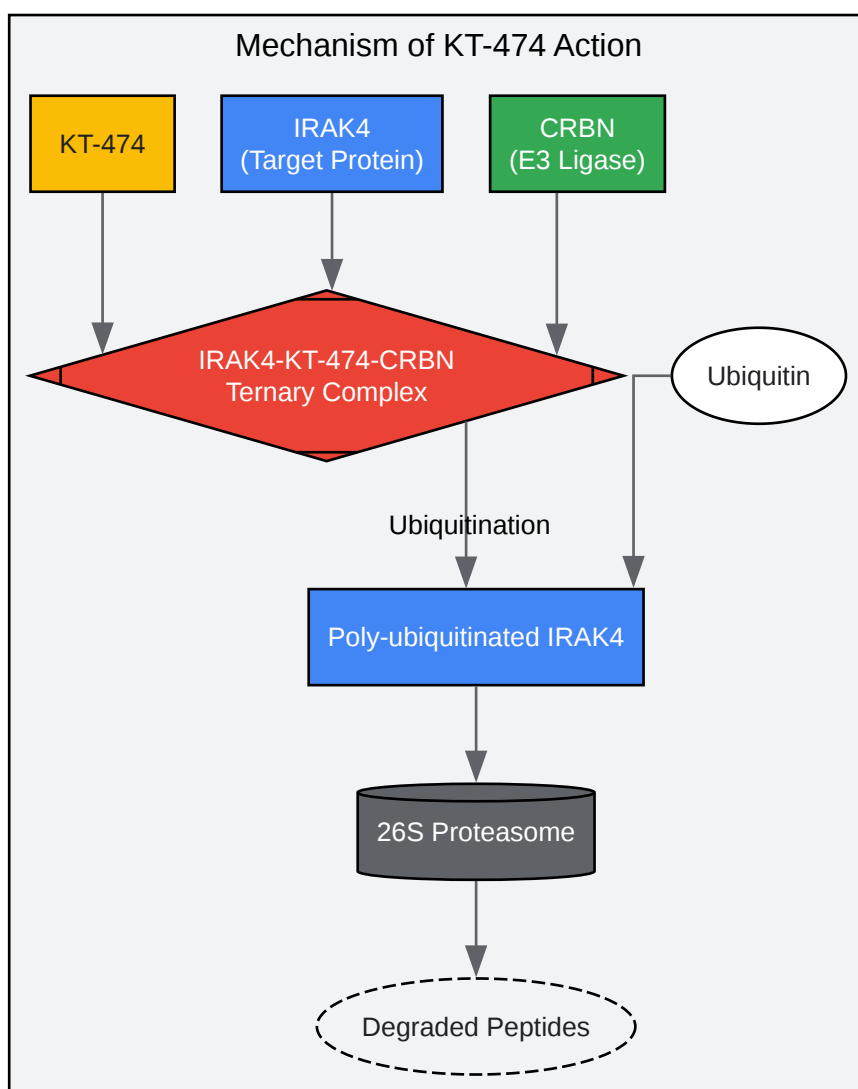 Mechanism of KT-474 Action
KT-474
IRAK4
(Target Protein)
CRBN
(E3 Ligase)
IRAK4-KT-474-CRBN
Ternary Complex
Ubiquitin
Ubiquitination
Poly-ubiquitinated IRAK4
26S Proteasome
Degraded Peptides